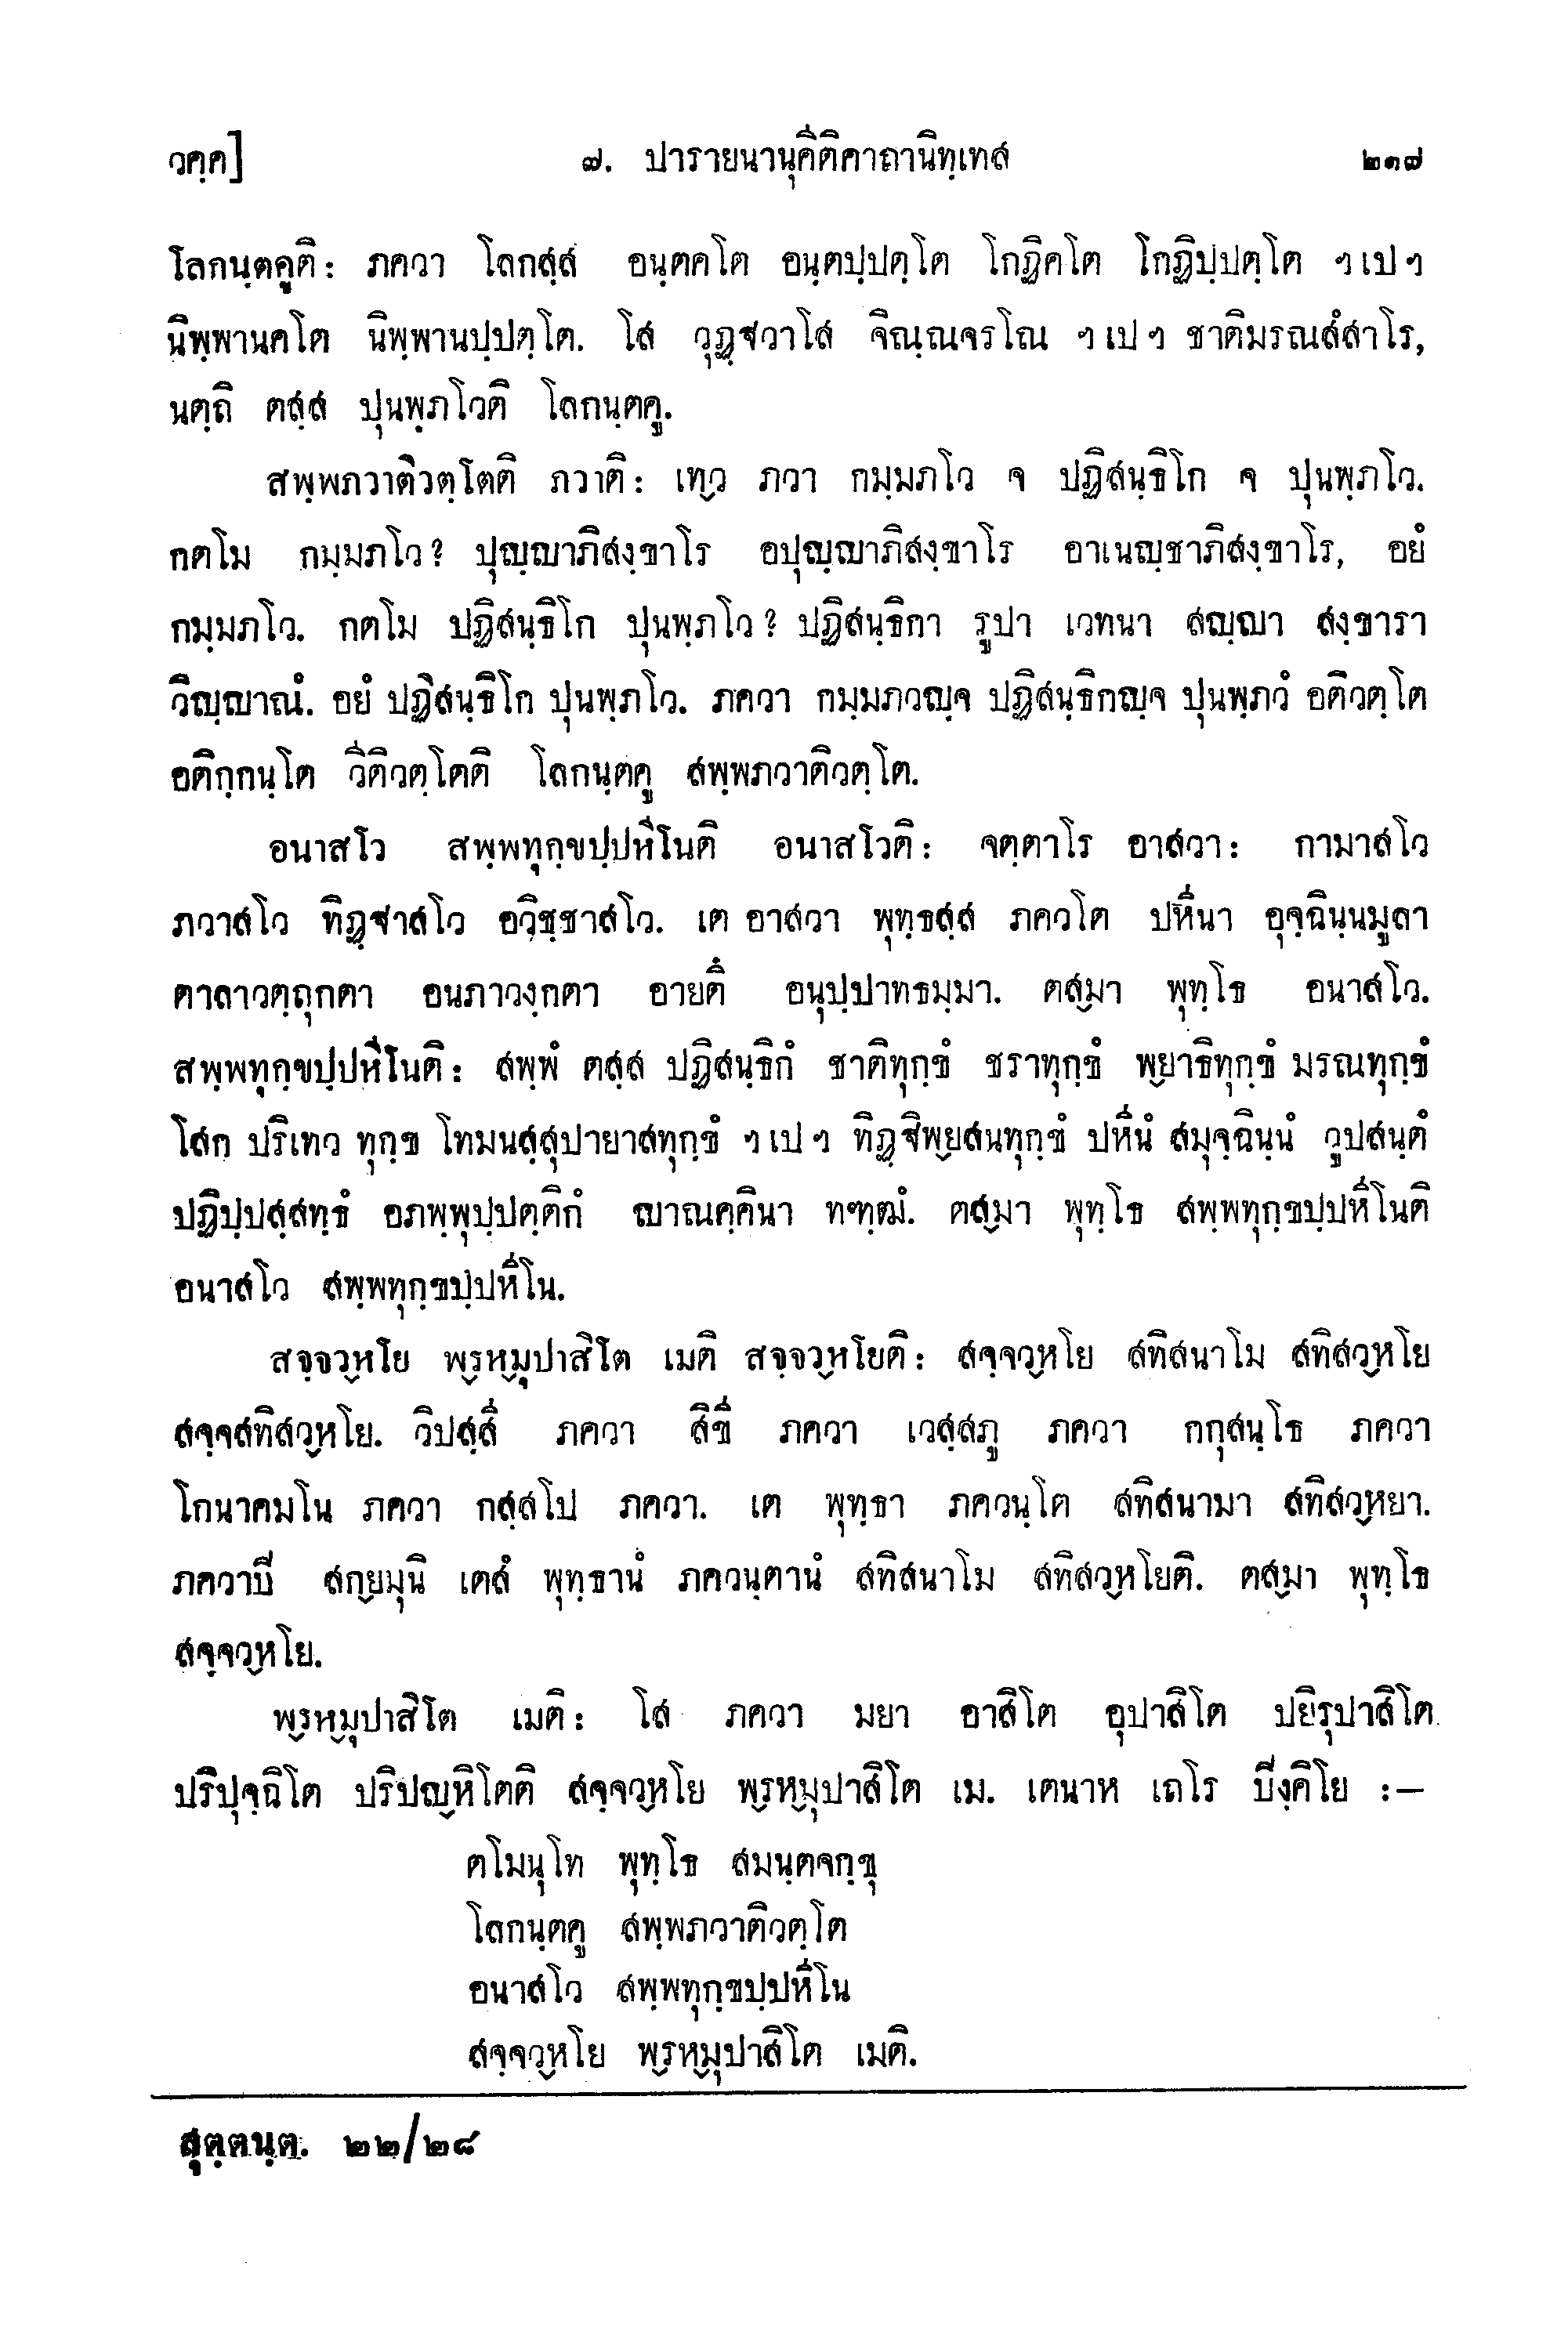 วคฺค]	๗. ปารายนานุคีติคาถานิทฺเทส	๒๑๗
โลกนฺตคูติ: ภควา โลกสฺส อนฺตคโต อนฺตปฺปตฺโต โกฏิคโต โกฏิปฺปตฺโต ฯเปฯ
นิพฺพานคโต นิพฺพานปฺปตฺโต. โส วุฏฺฐวาโส จิณฺณจรโณ ฯเปฯ ชาติมรณสํสาโร,
นตฺถิ ตสฺส ปุนพฺภโวติ โลกนฺตคู.
สพฺพภวาติวตฺโตติ ภวาติ: เทฺว ภวา กมฺมภโว จ ปฏิสนฺธิโก จ ปุนพฺภโว.
กตโม กมฺมภโว? ปุญฺญาภิสงฺขาโร อปุญฺญาภิสงฺขาโร อาเนญฺชาภิสงฺขาโร, อยํ
กมฺมภโว. กตโม ปฏิสนฺธิโก ปุนพฺภโว? ปฏิสนฺธิกา รูปา เวทนา สญฺญา สงฺขารา
วิญฺญาณํ. อยํ ปฏิสนฺธิโก ปุนพฺภโว. ภควา กมฺมภวญฺจ ปฏิสนฺธิกญฺจ ปุนพฺภวํ อติวตฺโต
อติกฺกนฺโต วีติวตฺโตติ โลกนฺตคู สพฺพภวาติวตฺโต.
อนาสโว สพฺพทุกฺขปฺปหีโนติ อนาสโวติ: จตฺตาโร อาสวา: กามาสโว
ภวาสโว ทิฏฺฐาสโว อวิชฺชาสโว. เต อาสวา พุทฺธสฺส ภควโต ปหีนา อุจฺฉินฺนมูลา
ตาลาวตฺถุกตา อนภาวงฺกตา อายตึ อนุปฺปาทธมฺมา. ตสฺมา พุทฺโธ อนาสโว.
สพฺพทุกฺขปฺปหีโนติ: สพฺพํ ตสฺส ปฏิสนฺธิกํ ชาติทุกฺขํ ชราทุกฺขํ พฺยาธิทุกฺขํ มรณทุกฺขํ
โสก ปริเทว ทุกฺข โทมนสฺสุปายาสทุกฺขํ ฯเปฯ ทิฏฺฐิพฺยสนทุกฺขํ ปหีนํ สมุจฺฉินฺนํ วูปสนฺตํ
ปฏิปฺปสฺสทฺธํ อภพฺพุปฺปตฺติกํ ญาณคฺคินา ทฑฺฒํ. ตสฺมา พุทฺโธ สพฺพทุกฺขปฺปหีโนติ
อนาสโว สพฺพทุกฺขปฺปหีโน.
สจฺจวฺหโย พฺรหฺมุปาสิโต เมติ สจฺจวฺหโยติ: สจฺจวฺหโย สทิสนาโม สทิสวฺหโย
สจฺจสทิสวฺหโย. วิปสฺสี ภควา สิขี ภควา เวสฺสภู ภควา กกุสนฺโธ ภควา
โกนาคมโน ภควา กสฺสโป ภควา. เต พุทฺธา ภควนฺโต สทิสนามา สทิสวฺหยา.
ภควาปี สกฺยมุนิ เตสํ พุทฺธานํ ภควนฺตานํ สทิสนาโม สทิสวฺหโยติ. ตสฺมา พุทฺโธ
สจฺจวฺหโย.
พฺรหฺมุปาสิโต เมติ: โส ภควา มยา อาสิโต อุปาสิโต ปยิรุปาสิโต
ปริปุจฺฉิโต ปริปญฺหิโตติ สจฺจวฺหโย พฺรหฺมุปาสิโต เม. เตนาห เถโร ปิงฺคิโย :—
ตโมนุโท พุทฺโธ สมนฺตจกฺขุ
โลกนฺตคู สพฺพภวาติวตฺโต
อนาสโว สพฺพทุกฺขปฺปหีโน
สจฺจวฺหโย พฺรหฺมุปาสิโต เมติ.
สุตฺตนฺต. ๒๒/๒๘